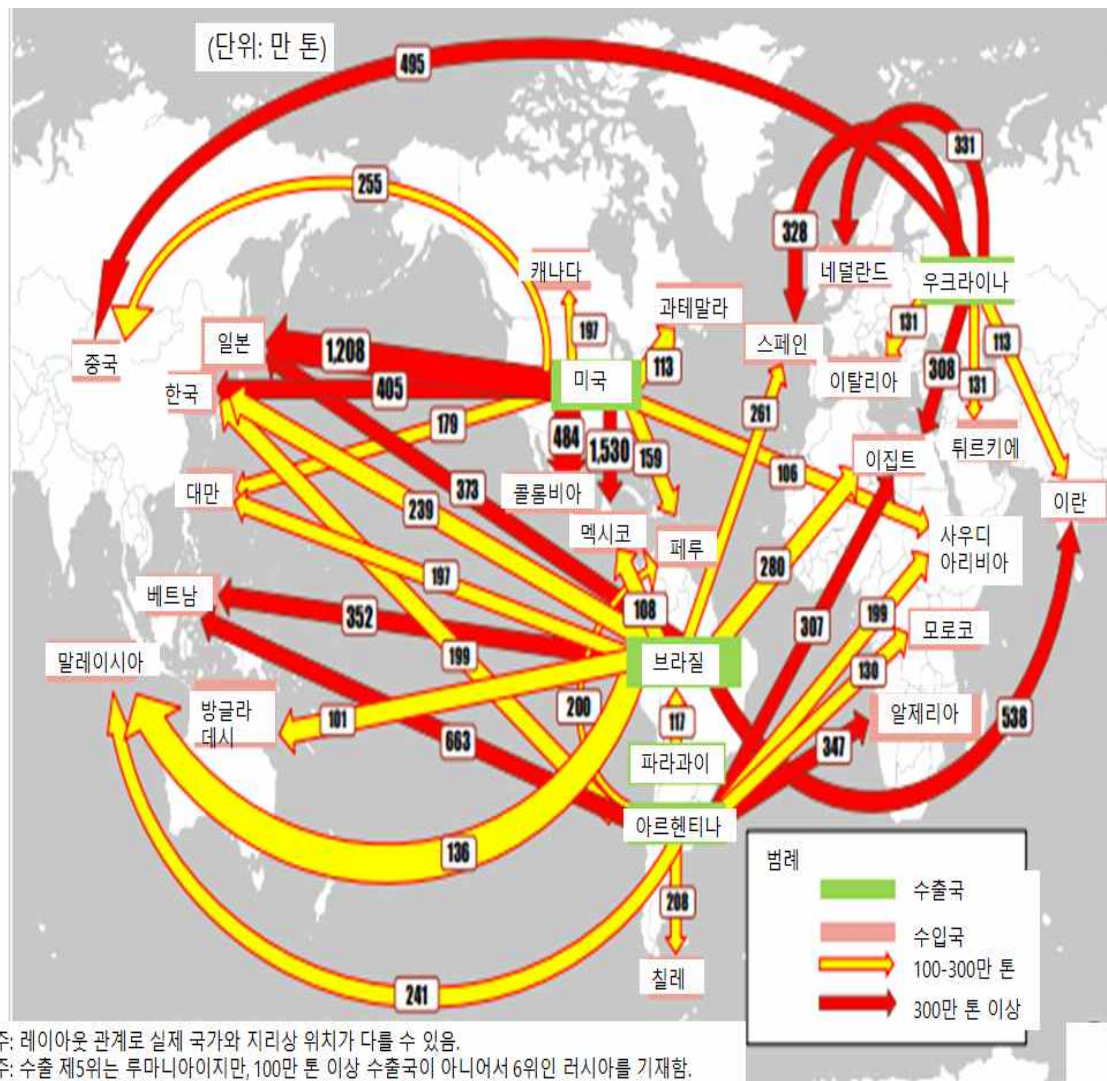 (단위: 만 톤)
495
331
255
328
캐나다
네덜란드
우크라이나
과테말라
197
131
113
일본
스페인
1,208
중국
미국
113
이탈리아
308
한국
405
131
261
179
484
1,530
159
튀르키예
이집트
106
대만
373
콜롬비아
이란
239
멕시코
사우디
아리비아
페루
197
280
베트남
108
352
199
307
모로코
말레이시아
199
브라질
130
방글라
데시
200
알제리아
101
117
538
663
파라과이
347
아르헨티나
136
범례
수출국
208
수입국
100-300만 톤
칠레
241
300만 톤 이상
주: 레이아웃 관계로 실제 국가와 지리상 위치가 다를 수 있음.
주: 수출 제5위는 루마니아이지만, 100만 톤 이상 수출국이 아니어서 6위인 러시아를 기재함.